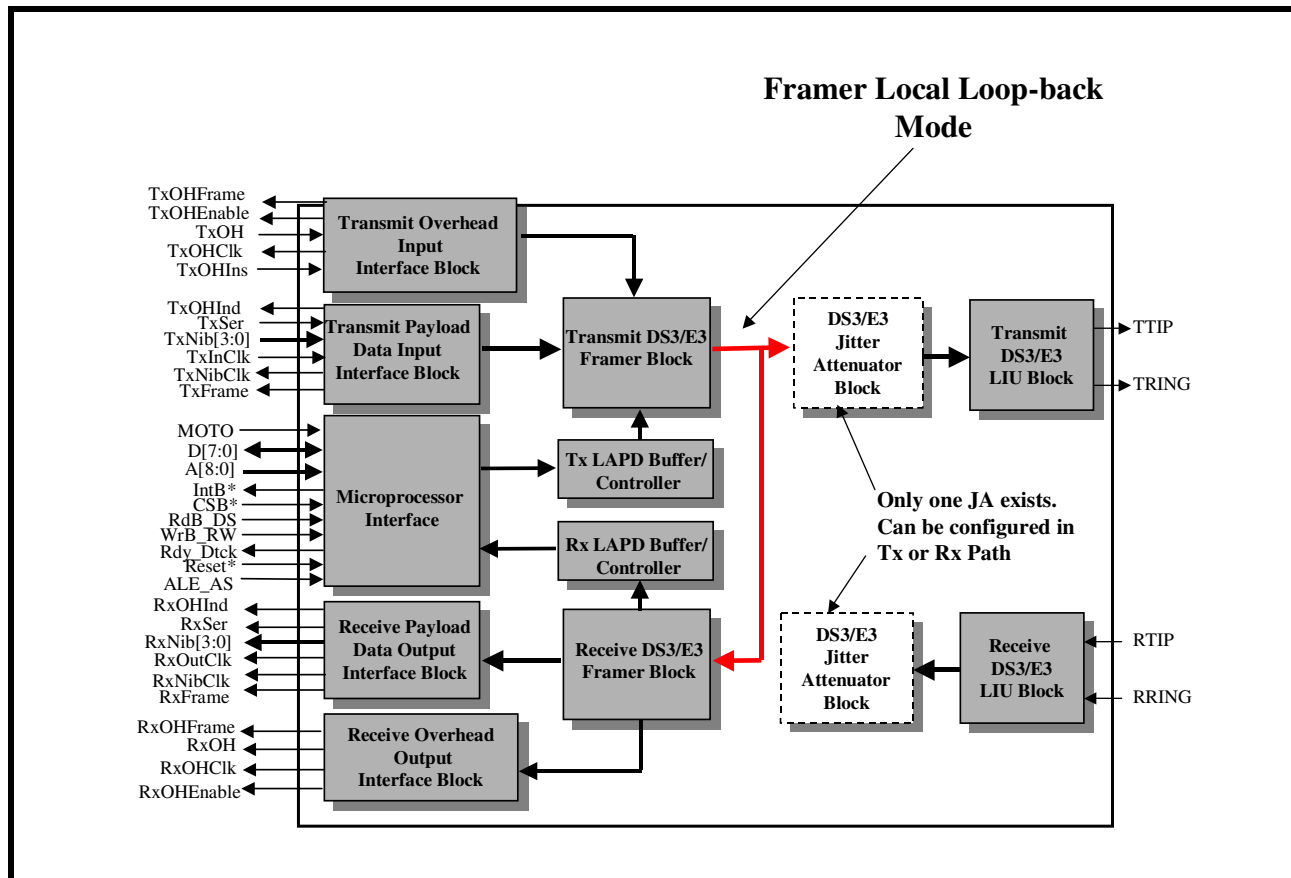 Framer Local Loop-back
Mode
TxOHFrame
TxOHEnable
TxOH
TxOHClk
TxOHIns
Transmit Overhead
Input
Interface Block
TxOHInd
TxSer
TxNib[3:0]
TxInClk
TxNibClk
TxFrame
Transmit Payload
Data Input
Interface Block
Transmit DS3/E3
Framer Block
DS3/E3
Jitter
Attenuator
Block
Transmit
DS3/E3
LIU Block
TTIP
TRING
MOTO
D[7:0]
A[8:0]
IntB*
CSB*
RdB_DS
WrB_RW
Rdy_Dtck
Reset*
ALE_AS
Microprocessor
Interface
Tx LAPD Buffer/
Controller
Rx LAPD Buffer/
Controller
Only one JA exists.
Can be configured in
Tx or Rx Path
RxOHInd
RxSer
RxNib[3:0]
RxOutClk
RxNibClk
RxFrame
Receive Payload
Data Output
Interface Block
Receive DS3/E3
Framer Block
DS3/E3
Jitter
Attenuator
Block
Receive
DS3/E3
LIU Block
RTIP
RRING
RxOHFrame
RxOH
RxOHClk
RxOHEnable
Receive Overhead
Output
Interface Block